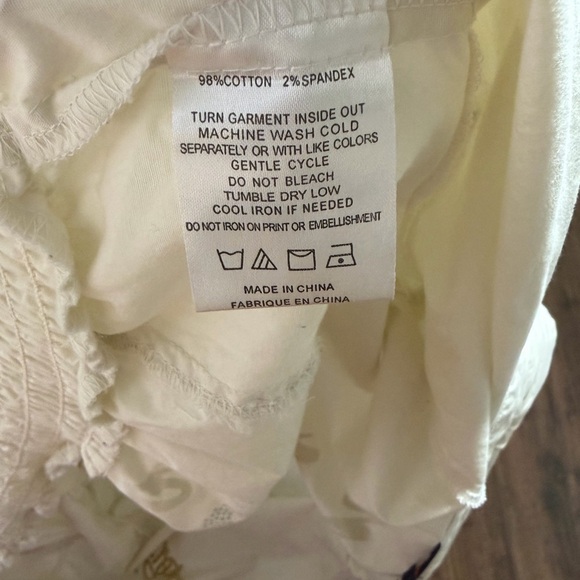 98%COTTON 2%SPANDEX
TURN GARMENT INSIDE OUT
MACHINE WASH COLD
SEPARATELY OR WITH LIKE COLORS
GENTLE CYCLE
DO NOT BLEACH
TUMBLE DRY LOW
COOL IRON IF NEEDED
DO NOT IRON ON PRINT OR EMBELLISHMENT
MADE IN CHINA
FABRIQUE EN CHINA